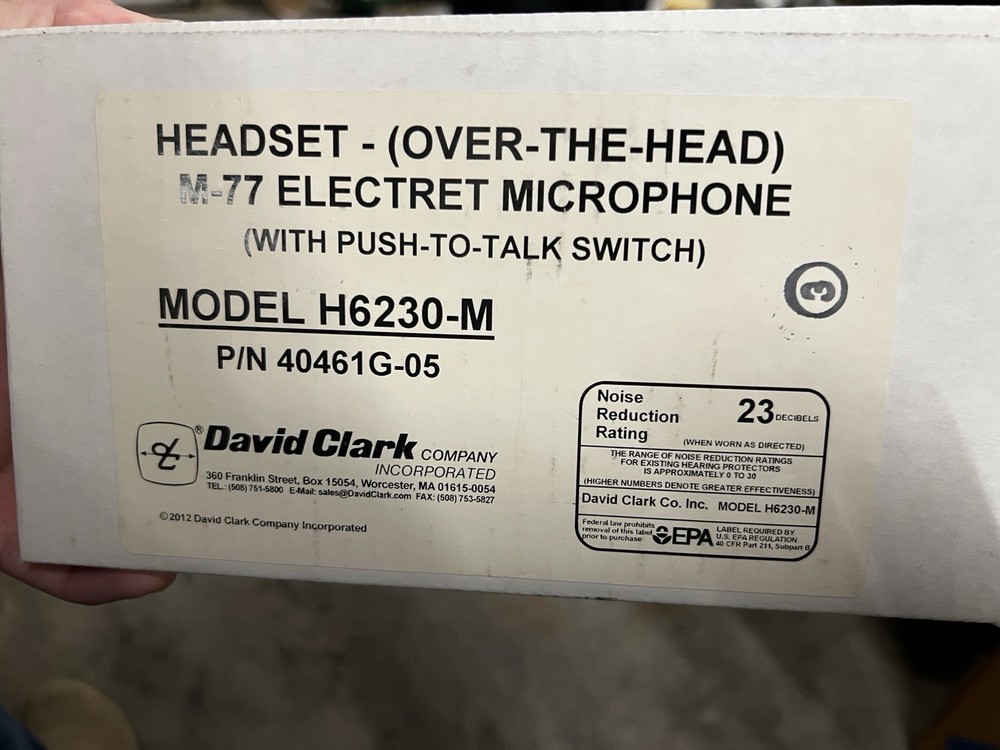 HEADSET - (OVER-THE-HEAD)
M-77 ELECTRET MICROPHONE
(WITH PUSH-TO-TALK SWITCH)
3
MODEL H6230-M
P/N 40461G-05
® David Clark COMPANY
INCORPORATED
360 Franklin Street, Box 15054, Worcester, MA 01615-0054
TEL.: (508) 751-5800 E-Mail: sales@DavidClark.com FAX: (508) 753-5827
©2012 David Clark Company Incorporated
Noise
Reduction
Rating
23 DECIBELS
(WHEN WORN AS DIRECTED)
THE RANGE OF NOISE REDUCTION RATINGS
FOR EXISTING HEARING PROTECTORS
IS APPROXIMATELY 0 TO 30
(HIGHER NUMBERS DENOTE GREATER EFFECTIVENESS)
David Clark Co. Inc. MODEL H6230-M
Federal law prohibits
removal of this label
prior to purchase
EPA
LABEL REQUIRED BY
U.S. EPA REGULATION
40 CFR Part 211, Subpart B